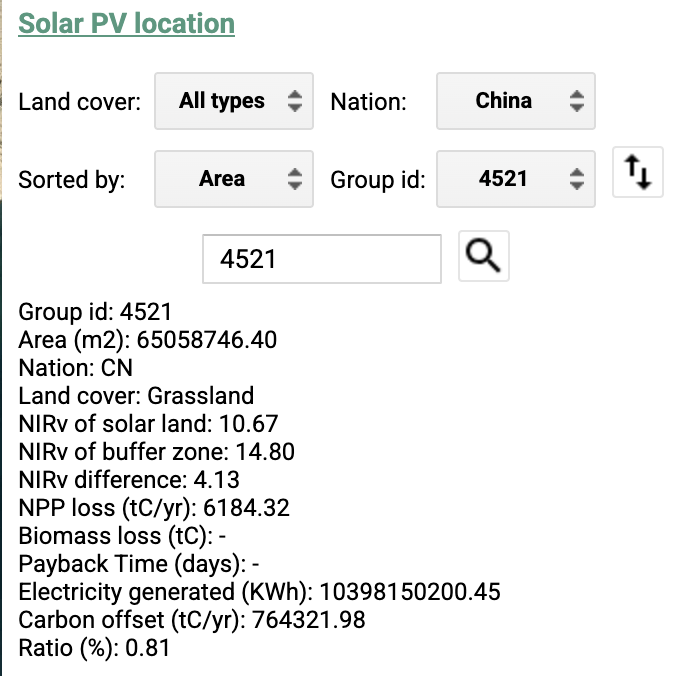 Solar PV location
Land cover: All types Nation: China
Sorted by: Area Group id: 4521
4521
Group id: 4521
Area (m2): 65058746.40
Nation: CN
Land cover: Grassland
NIRv of solar land: 10.67
NIRv of buffer zone: 14.80
NIRv difference: 4.13
NPP loss (tC/yr): 6184.32
Biomass loss (tC): -
Payback Time (days): -
Electricity generated (KWh): 10398150200.45
Carbon offset (tC/yr): 764321.98
Ratio (%): 0.81